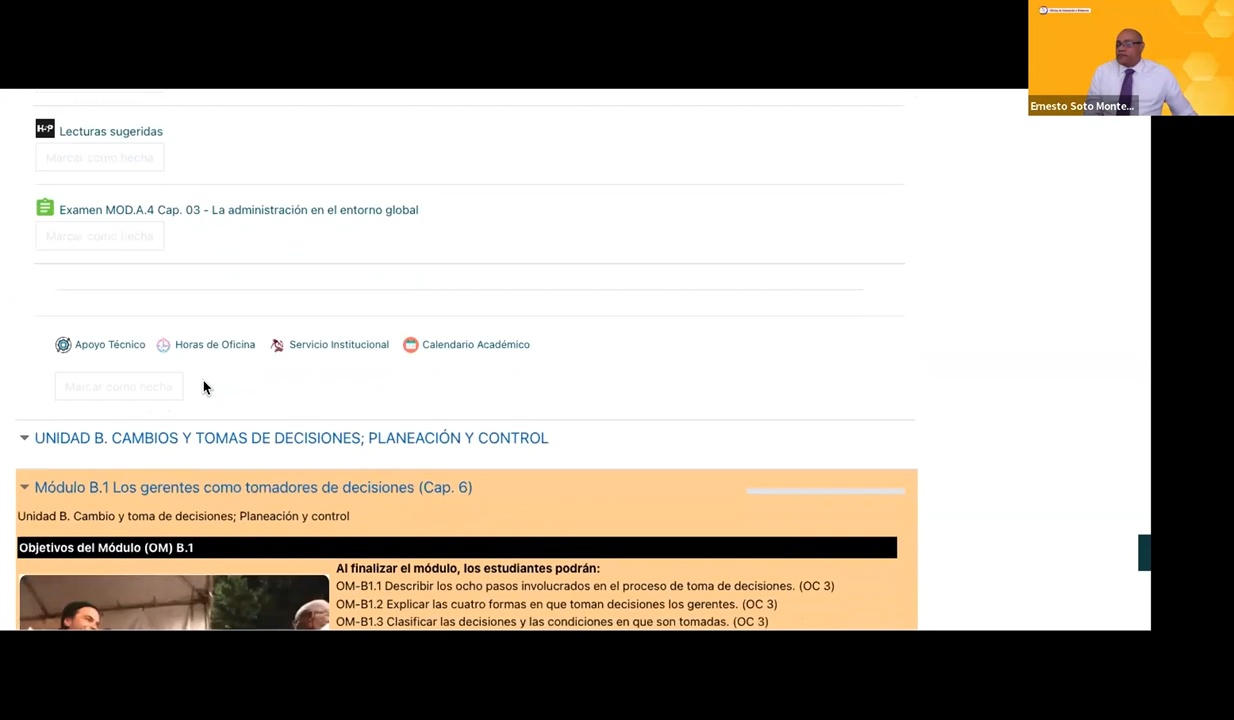 Ernesto Soto Monte...
H-P Lecturas sugeridas
Marcar como hecha
Examen MOD.A.4 Cap. 03 - La administración en el entorno global
Marcar como hecha
Apoyo Técnico Horas de Oficina Servicio Institucional Calendario Académico
Marcar como hecha
UNIDAD B. CAMBIOS Y TOMAS DE DECISIONES; PLANEACIÓN Y CONTROL
Módulo B.1 Los gerentes como tomadores de decisiones (Cap. 6)
Unidad B. Cambio y toma de decisiones; Planeación y control
Objetivos del Módulo (OM) B.1
Al finalizar el módulo, los estudiantes podrán:
OM-B1.1 Describir los ocho pasos involucrados en el proceso de toma de decisiones. (OC 3)
OM-B1.2 Explicar las cuatro formas en que toman decisiones los gerentes. (OC 3)
OM-B1.3 Clasificar las decisiones y las condiciones en que son tomadas. (OC 3)